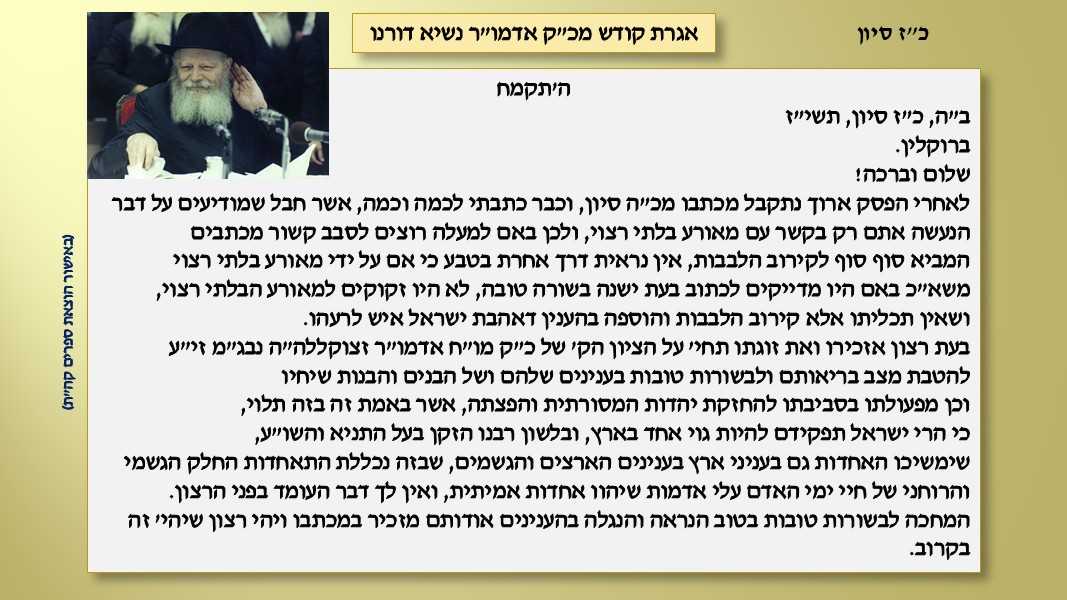 כ״ז סיון
אגרת קודש מכ״ק אדמו״ר נשיא דורנו
ה׳תקמח
ב״ה, כ״ז סיון, תשי״ז
ברוקלין.
שלום וברכה!
לאחרי הפסק ארוך נתקבל מכתבו מכ״ה סיון, וכבר כתבתי לכמה וכמה, אשר חבל שמודיעים על דבר
הנעשה אתם רק בקשר עם מאורע בלתי רצוי, ולכן באם למעלה רוצים לסבב קשור מכתבים
המביא סוף סוף לקירוב הלבבות, אין נראית דרך אחרת בטבע כי אם על ידי מאורע בלתי רצוי
משא״כ באם היו מדייקים לכתוב בעת ישנה בשורה טובה, לא היו זקוקים למאורע הבלתי רצוי,
ושאין תכליתו אלא קירוב הלבבות והוספה בהענין דאהבת ישראל איש לרעהו.
בעת רצון אזכירו ואת זוגתו תחי׳ על הציון הק׳ של כ״ק מו״ח אדמו״ר זצוקללה״ה נבג״מ זי״ע
להטבת מצב בריאותם ולבשורות טובות בענינים שלהם ושל הבנים והבנות שיחיו
וכן מפעולתו בסביבתו להחזקת יהדות המסורתית והפצתה, אשר באמת זה בזה תלוי,
כי הרי ישראל תפקידם להיות גוי אחד בארץ, ובלשון רבנו הזקן בעל התניא והשו״ע,
שימשיכו האחדות גם בעניני ארץ בענינים הארצים והגשמים, שבזה נכללת התאחדות החלק הגשמי
והרוחני של חיי ימי האדם עלי אדמות שיהוו אחדות אמיתית, ואין לך דבר העומד בפני הרצון.
המחכה לבשורות טובות בטוב הנראה והנגלה בהענינים אודותם מזכיר במכתבו ויהי רצון שיהי׳ זה
בקרוב.
(באישור הוצאת ספרים קה״ת)